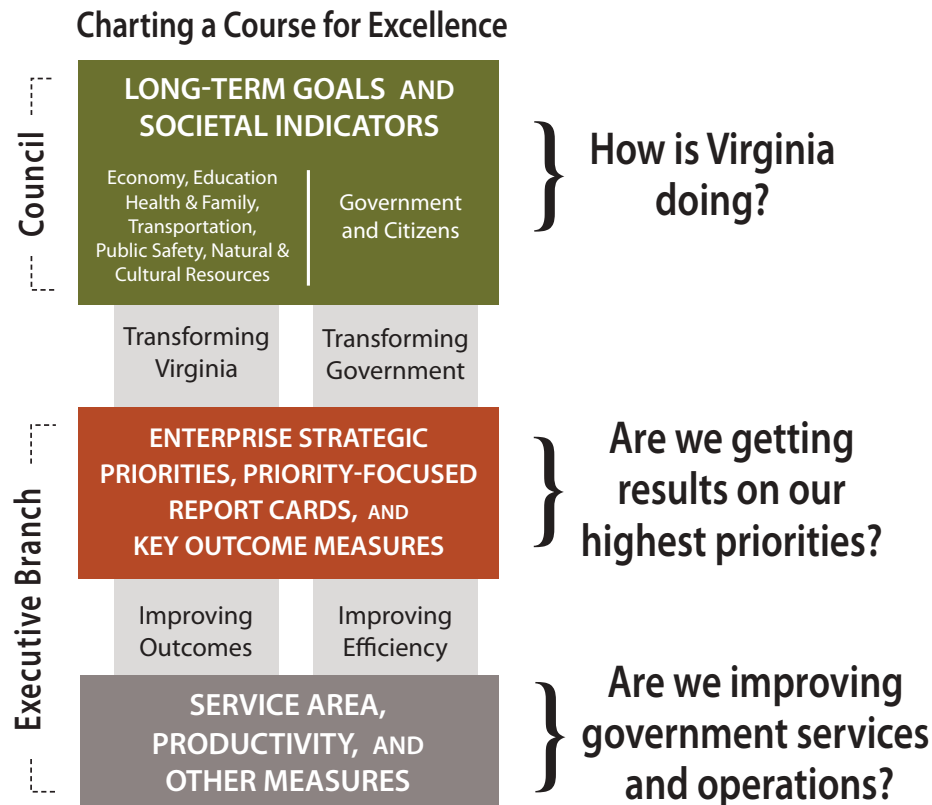 Charting a Course for Excellence
Council
LONG-TERM GOALS AND
SOCIETAL INDICATORS
Economy, Education
Health & Family,
Transportation,
Public Safety, Natural &
Cultural Resources
Government
and Citizens
How is Virginia
doing?
Transforming
Virginia
Transforming
Government
Executive Branch
ENTERPRISE STRATEGIC
PRIORITIES, PRIORITY-FOCUSED
REPORT CARDS, AND
KEY OUTCOME MEASURES
Are we getting
results on our
highest priorities?
Improving
Outcomes
Improving
Efficiency
SERVICE AREA,
PRODUCTIVITY, AND
OTHER MEASURES
Are we improving
government services
and operations?